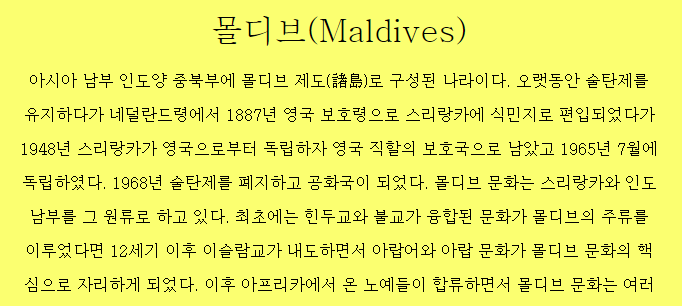 몰디브(Maldives)
아시아 남부 인도양 중북부에 몰디브 제도(諸島)로 구성된 나라이다. 오랫동안 술탄제를
유지하다가 네덜란드령에서 1887년 영국 보호령으로 스리랑카에 식민지로 편입되었다가
1948년 스리랑카가 영국으로부터 독립하자 영국 직할의 보호국으로 남았고 1965년 7월에
독립하였다. 1968년 술탄제를 폐지하고 공화국이 되었다. 몰디브 문화는 스리랑카와 인도
남부를 그 원류로 하고 있다. 최초에는 힌두교와 불교가 융합된 문화가 몰디브의 주류를
이루었다면 12세기 이후 이슬람교가 내도하면서 아랍어와 아랍 문화가 몰디브 문화의 핵
심으로 자리하게 되었다. 이후 아프리카에서 온 노예들이 합류하면서 몰디브 문화는 여러